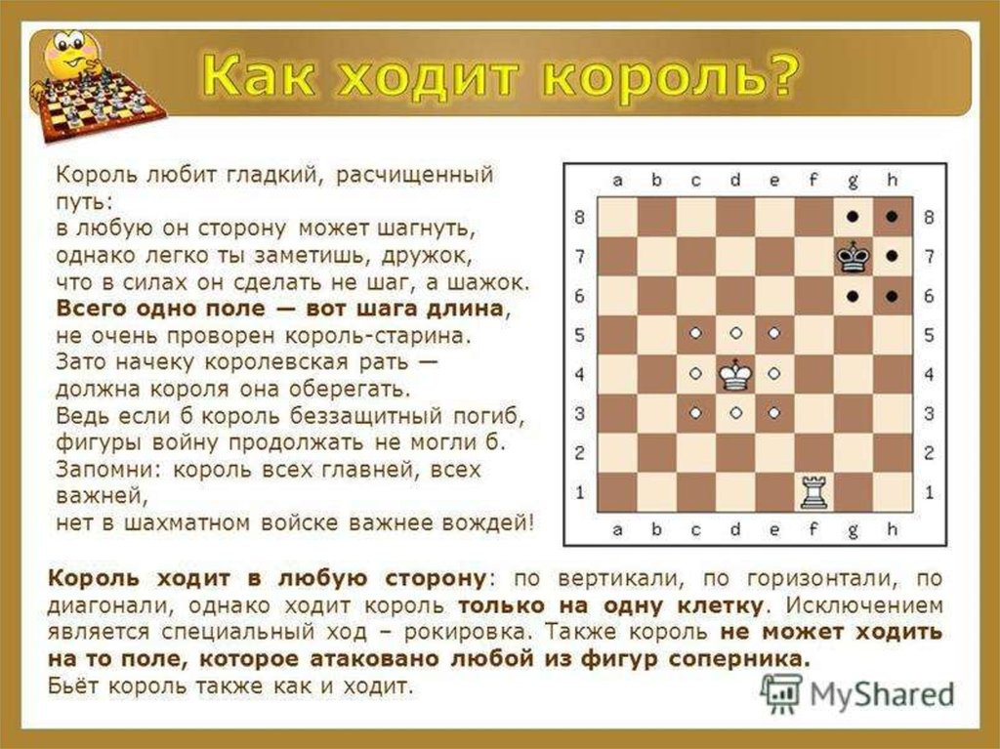 Как ходит король?
Король любит гладкий, расчищенный
путь:
в любую он сторону может шагнуть,
однако легко ты заметишь, дружок,
что в силах он сделать не шаг, а шажок.
Всего одно поле — вот шага длина,
не очень проворен король-старина.
Зато начеку королевская рать —
должна короля она оберегать.
Ведь если б король беззащитный погиб,
фигуры войну продолжать не могли б.
Запомни: король всех главней, всех
важней,
нет в шахматном войске важнее вождей!
a b c d e f g h
8 8
7 7
6 6
5 5
4 4
3 3
2 2
1 1
a b c d e f g h
Король ходит в любую сторону: по вертикали, по горизонтали, по
диагонали, однако ходит король только на одну клетку. Исключением
является специальный ход – рокировка. Также король не может ходить
на то поле, которое атаковано любой из фигур соперника.
Бьёт король также как и ходит.
MyShared